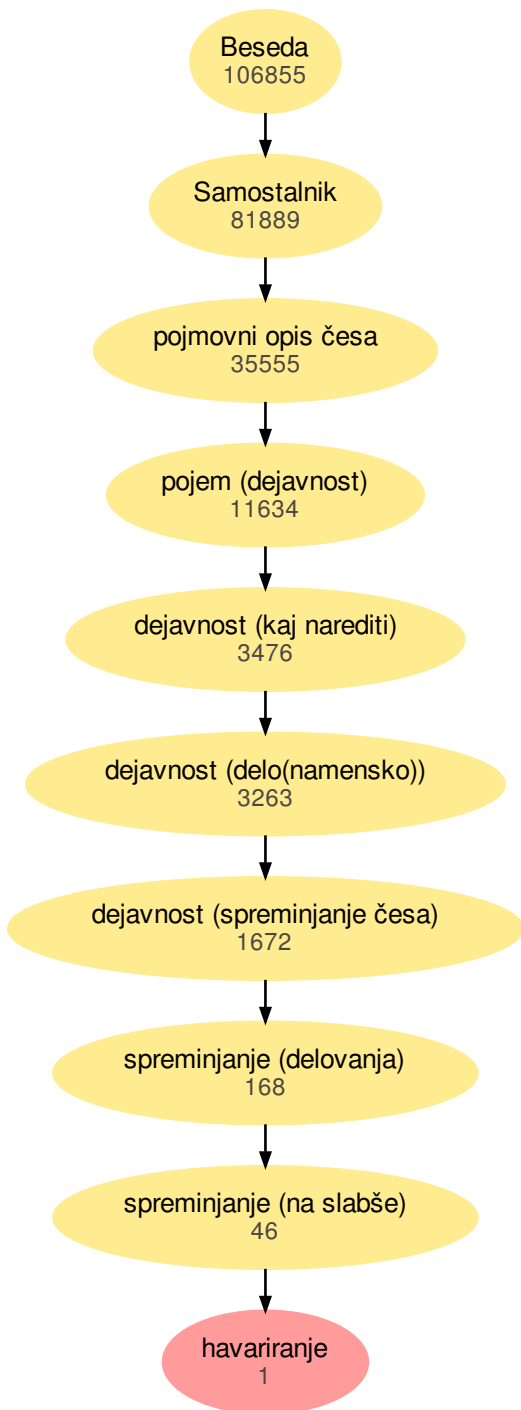 Beseda
106855
Samostalnik
81889
pojmovni opis česa
35555
pojem (dejavnost)
11634
dejavnost (kaj narediti)
3476
dejavnost (delo(namensko))
3263
dejavnost (spreminjanje česa)
1672
spreminjanje (delovanja)
168
spreminjanje (na slabše)
46
havariranje
1